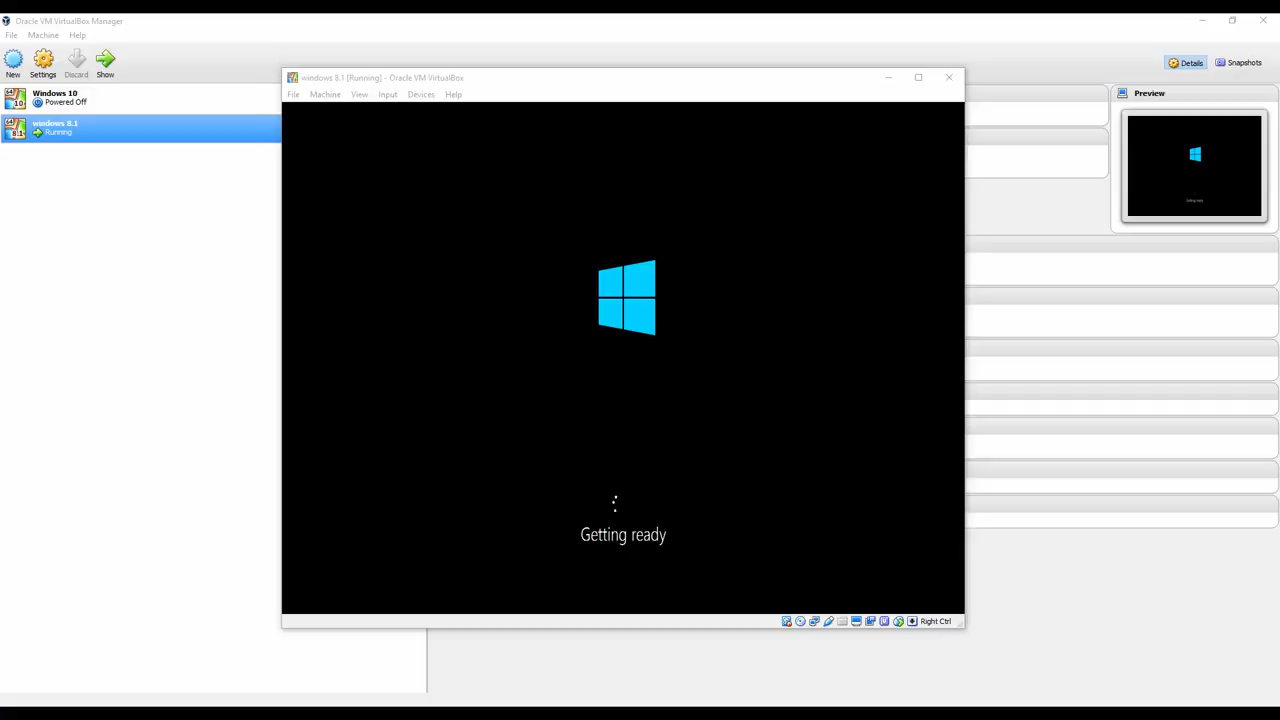 Oracle VM VirtualBox Manager
File Machine Help
New Settings Discard Show
Details Snapshots
Windows 10
Powered Off
windows 8.1
Running
windows 8.1 [Running] - Oracle VM VirtualBox
File Machine View Input Devices Help
Getting ready
Right Ctrl
Preview
Getting ready